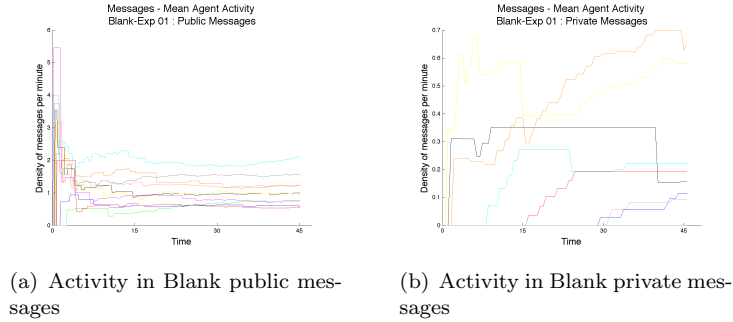 Messages - Mean Agent Activity
Blank-Exp 01 : Public Messages
Density of messages per minute
6
5
4
3
2
1
0
0 15 30 45
Time
Messages - Mean Agent Activity
Blank-Exp 01 : Private Messages
Density of messages per minute
0.7
0.6
0.5
0.4
0.3
0.2
0.1
0
0 15 30 45
Time
(a) Activity in Blank public mes-
sages
(b) Activity in Blank private mes-
sages